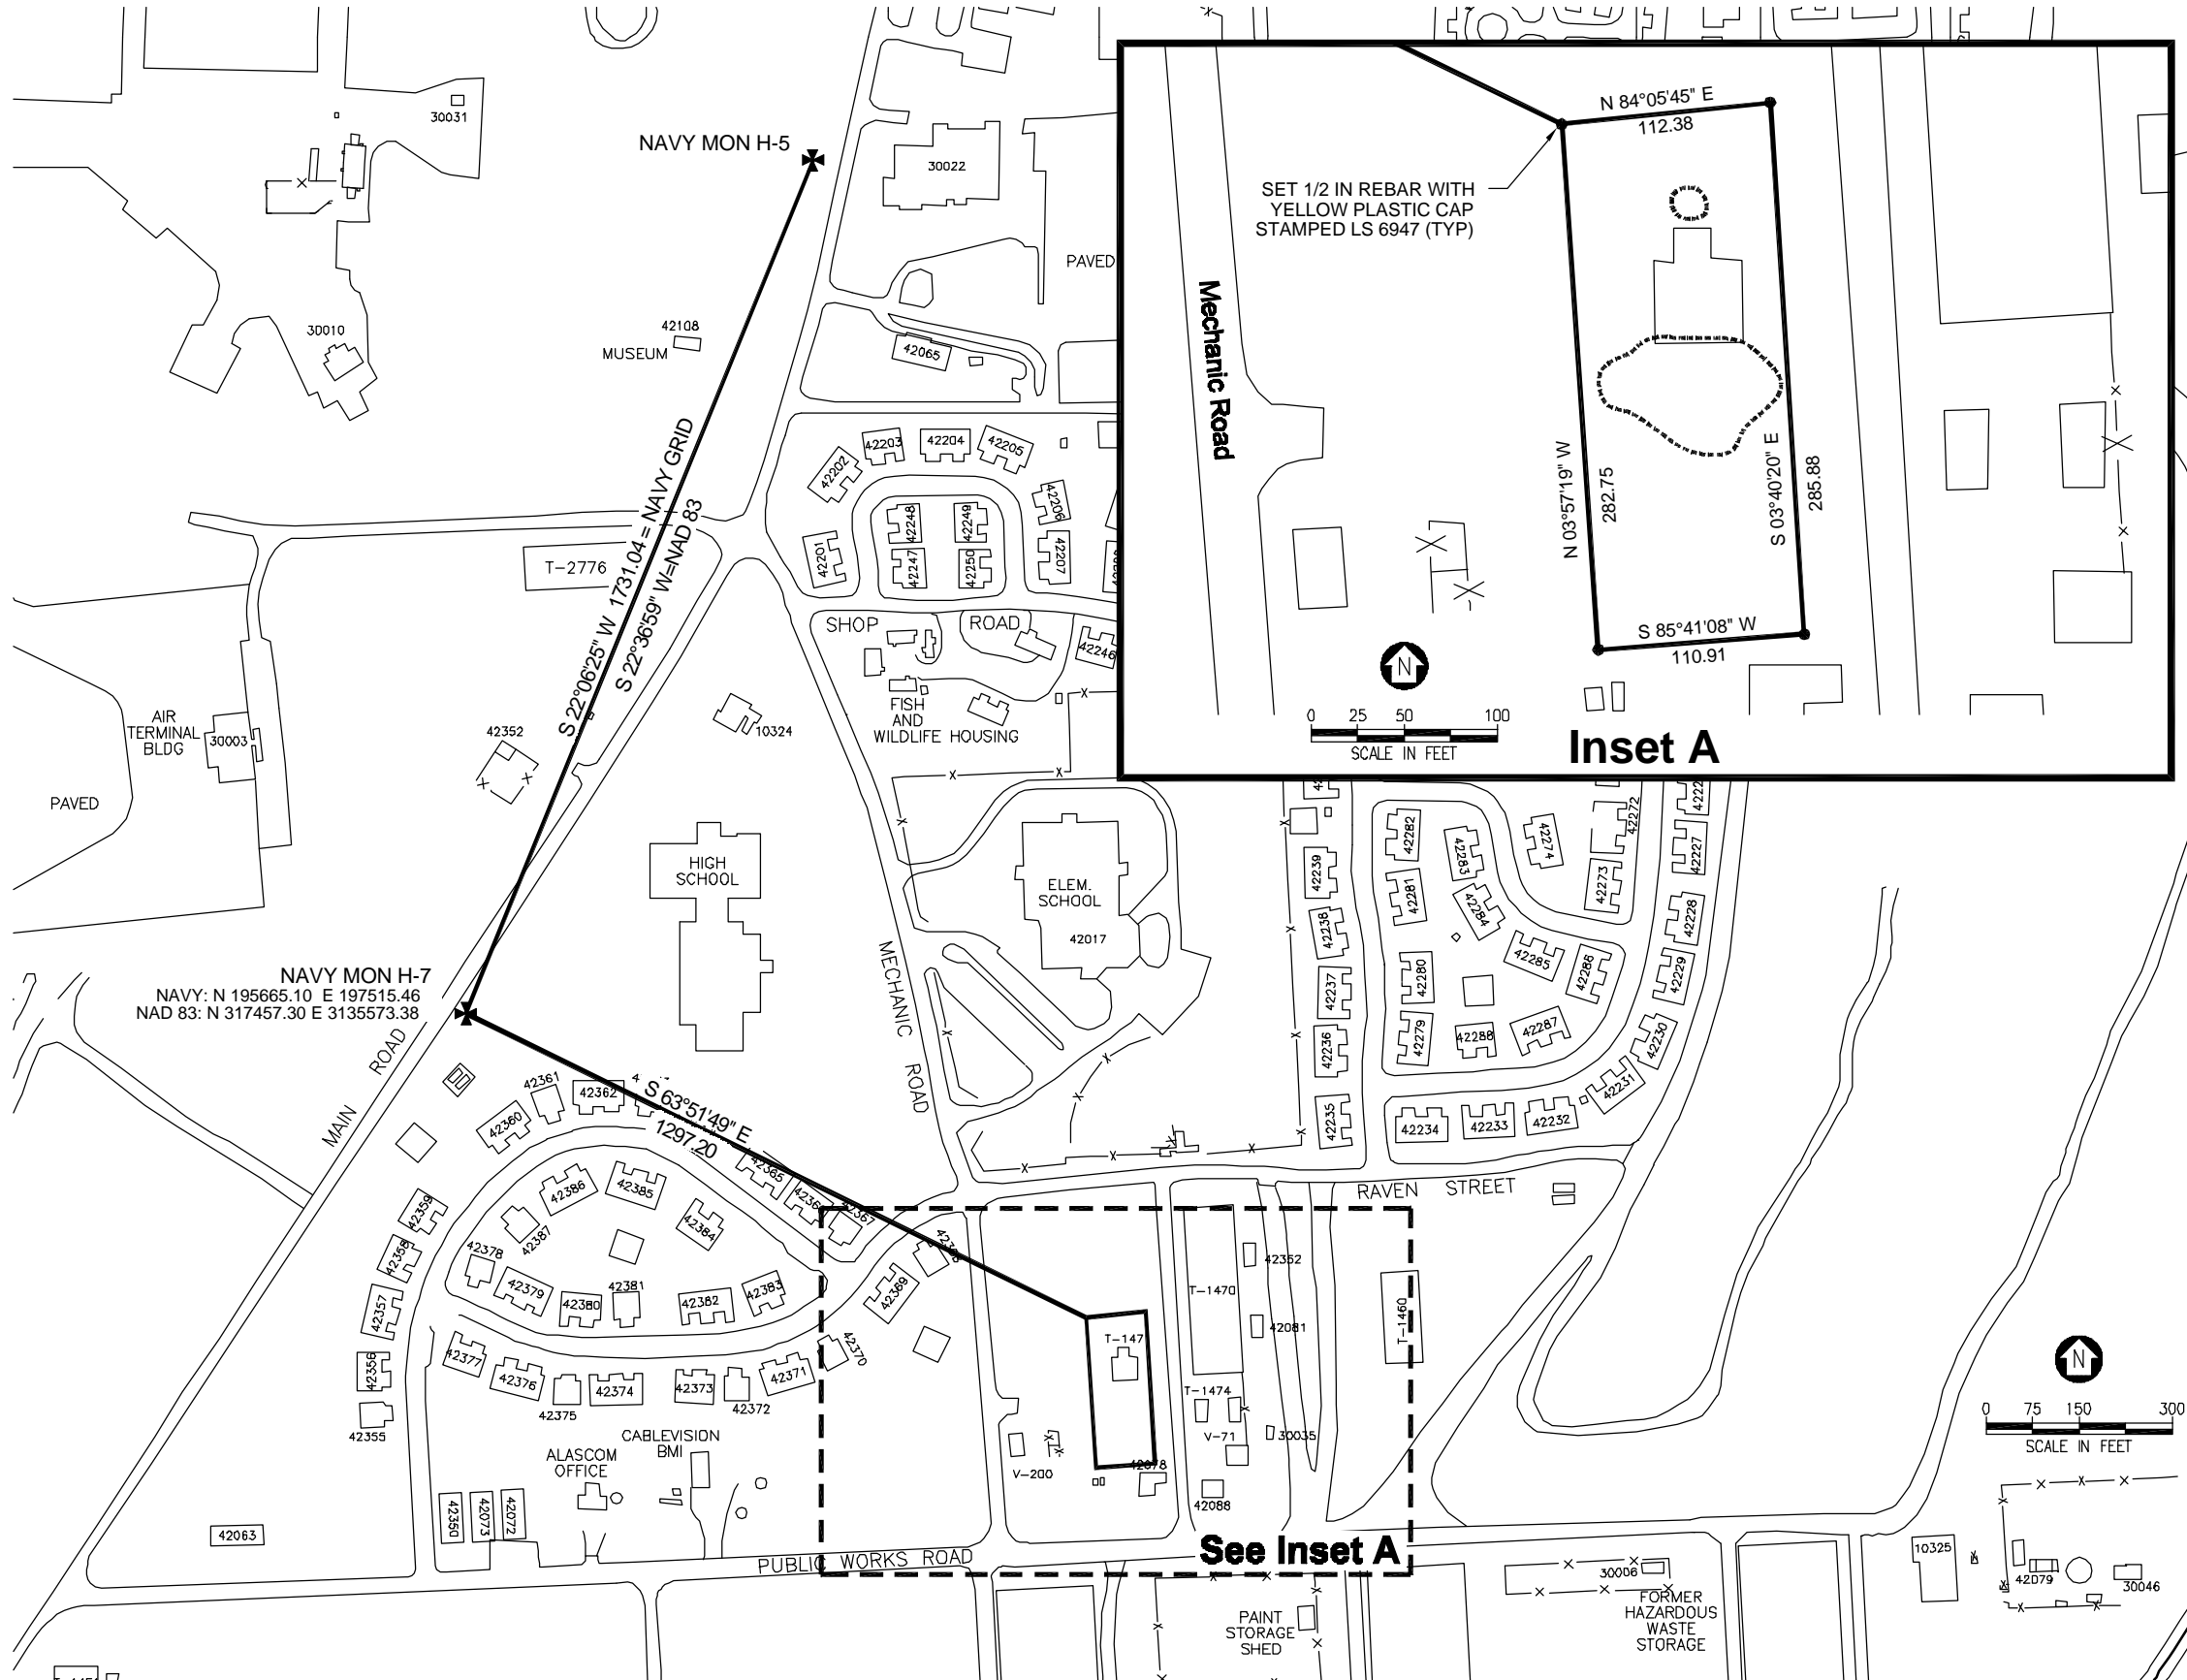 30031
NAVY MON H-5
30022
PAVED
30010
42108
MUSEUM
42065
S 22°06'25" W 1731.04 = NAVY GRID
S 22°36'59" W=NAD 83
42202
42203
42204
42205
42206
42201
42248
42249
42247
42250
42207
T-2776
SHOP ROAD
42246
FISH
AND
WILDLIFE HOUSING
10324
42352
AIR
TERMINAL
BLDG
30003
PAVED
HIGH
SCHOOL
ELEM.
SCHOOL
42017
MECHANIC ROAD
NAVY MON H-7
NAVY: N 195665.10 E 197515.46
NAD 83: N 317457.30 E 3135573.38
MAIN ROAD
S 63°51'49" E
1297.20
N 84°05'45" E
112.38
SET 1/2 IN REBAR WITH
YELLOW PLASTIC CAP
STAMPED LS 6947 (TYP)
Mechanic Road
N 03°57'19" W
282.75
S 03°40'20" E
285.88
S 85°41'08" W
110.91
N
0 25 50 100
SCALE IN FEET
Inset A
42282
42283
42274
42272
42227
42239
42281
42284
42273
42228
42238
42280
42285
42286
42229
42237
42279
42288
42287
42230
42236
42231
42235
42234
42233
42232
RAVEN STREET
42361
42362
42360
42365
42367
42359
42386
42385
42384
42387
42358
42378
42379
42380
42381
42382
42383
42369
42357
42377
42376
42375
42374
42373
42372
42371
42370
42356
42355
CABLEVISION
BMI
ALASCOM
OFFICE
42350
42073
42072
42063
PUBLIC WORKS ROAD
T-147
T-1470
42352
42081
T-1460
T-1474
V-71
30035
V-200
42078
42088
See Inset A
N
0 75 150 300
SCALE IN FEET
PAINT
STORAGE
SHED
30006
FORMER
HAZARDOUS
WASTE
STORAGE
10325
42079
30046